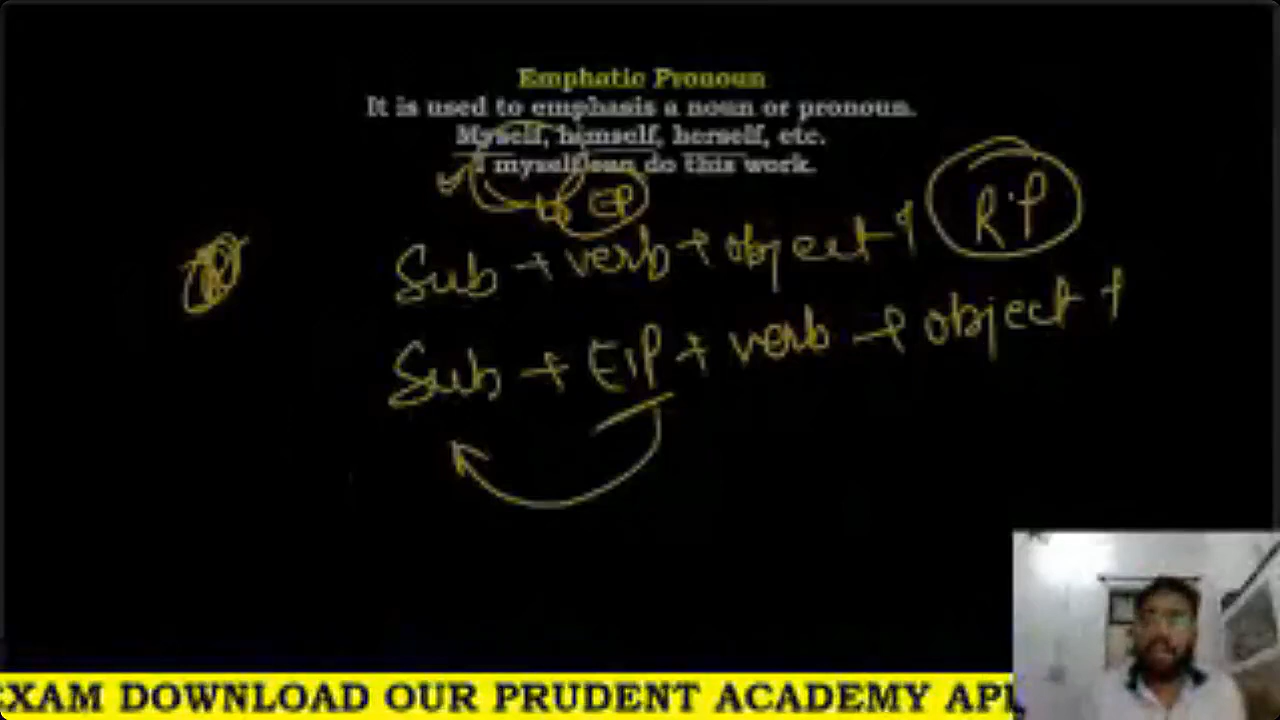 Emphatic Pronoun
It is used to emphasis a noun or pronoun.
Myself, himself, herself, etc.
I myself can do this work.
EP
Sub + verb + object + R.P
Sub + E.P + verb + object +
EXAM DOWNLOAD OUR PRUDENT ACADEMY AP